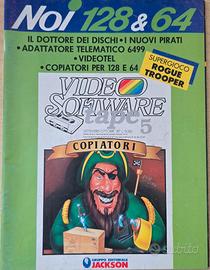 Noi 128 & 64
IL DOTTORE DEI DISCHI • I NUOVI PIRATI
• ADATTATORE TELEMATICO 6499
• VIDEOTEL
• COPIATORI PER 128 E 64
SUPERGIOCO
ROGUE
TROOPER
VIDEO
SOFTWARE
tape
5
COPIATORI
GRUPPO EDITORIALE
JACKSON
subito